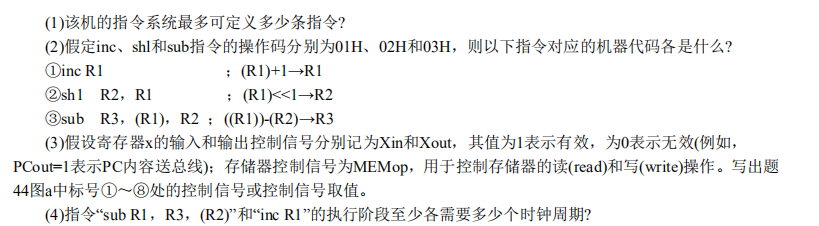 (1)该机的指令系统最多可定义多少条指令?
(2)假定inc、shl和sub指令的操作码分别为01H、02H和03H，则以下指令对应的机器代码各是什么?
①inc R1 ；(R1)+1→R1
②sh1 R2，R1 ；(R1)<<1→R2
③sub R3，(R1)，R2 ；((R1))-(R2)→R3
(3)假设寄存器x的输入和输出控制信号分别记为Xin和Xout，其值为1表示有效，为0表示无效(例如，
PCout=1表示PC内容送总线)；存储器控制信号为MEMop，用于控制存储器的读(read)和写(write)操作。写出题
44图a中标号①～⑧处的控制信号或控制信号取值。
(4)指令“sub R1，R3，(R2)”和“inc R1”的执行阶段至少各需要多少个时钟周期?